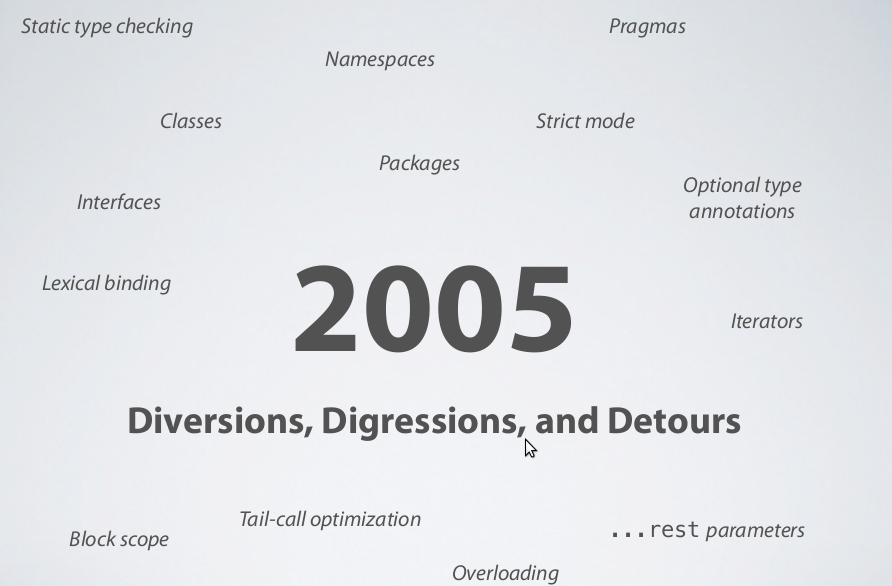 Static type checking
Pragmas
Namespaces
Classes
Strict mode
Packages
Optional type
annotations
Interfaces
Lexical binding
2005
Iterators
Diversions, Digressions, and Detours
Tail-call optimization
...rest parameters
Block scope
Overloading